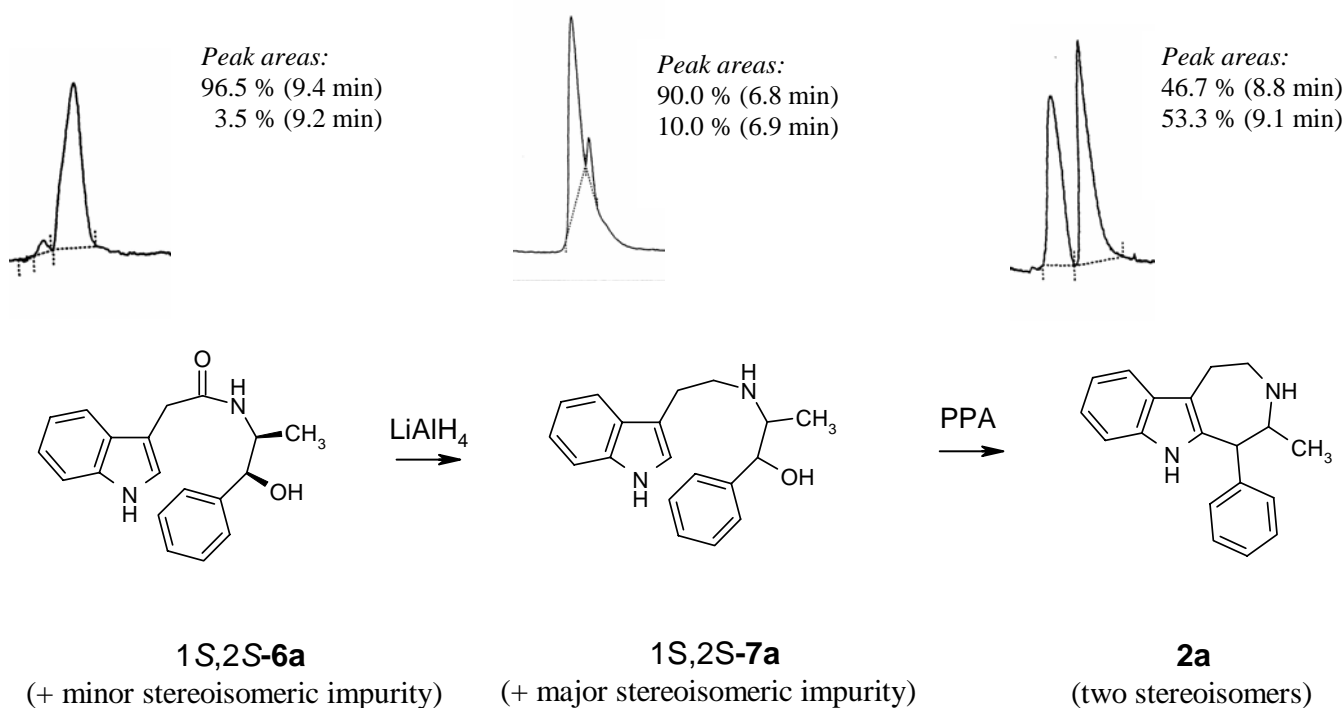 Peak areas:
96.5 % (9.4 min)
3.5 % (9.2 min)
Peak areas:
90.0 % (6.8 min)
10.0 % (6.9 min)
Peak areas:
46.7 % (8.8 min)
53.3 % (9.1 min)
O
H
N
CH3
OH
N
H
LiAlH4
H
N
CH3
OH
N
H
PPA
NH
CH3
N
H
1S,2S-6a
(+ minor stereoisomeric impurity)
1S,2S-7a
(+ major stereoisomeric impurity)
2a
(two stereoisomers)